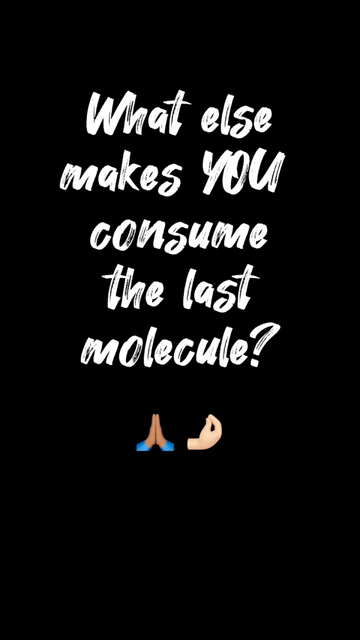 What else
makes YOU
consume
the last
molecule?